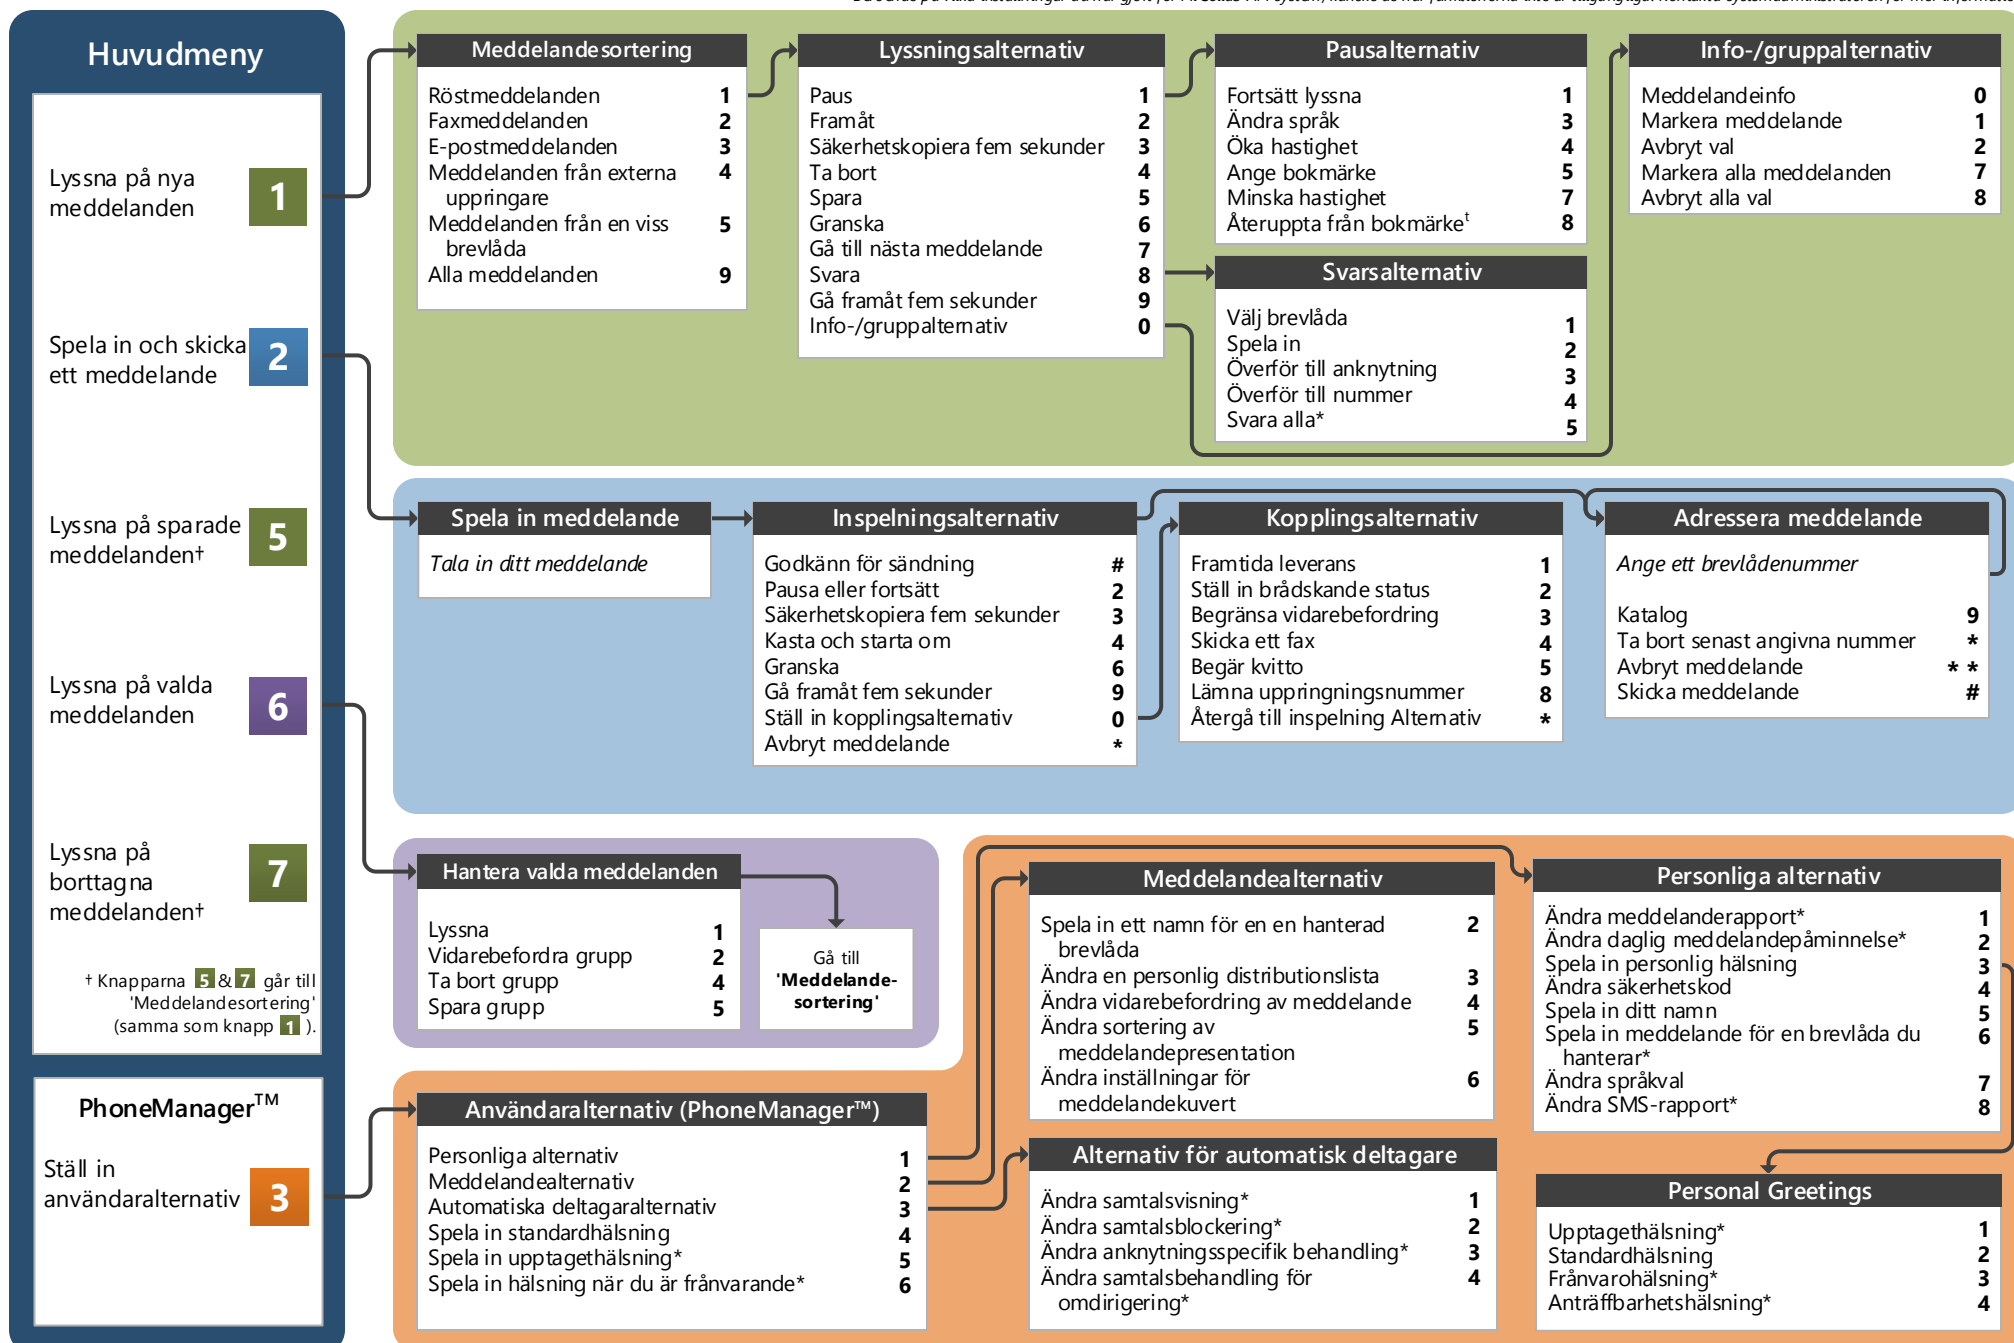 Huvudmeny
Lyssna på nya
meddelanden
1
Spela in och skicka
ett meddelande
2
Lyssna på sparade
meddelanden†
5
Lyssna på valda
meddelanden
6
Lyssna på
borttagna
meddelanden†
7
† Knapparna 5 & 7 går till
'Meddelandesortering'
(samma som knapp 1 ).
PhoneManager™
Ställ in
användaralternativ
3
Meddelandesortering
Röstmeddelanden 1
Faxmeddelanden 2
E-postmeddelanden 3
Meddelanden från externa 4
uppringare
Meddelanden från en viss 5
brevlåda
Alla meddelanden 9
Lyssningsalternativ
Paus 1
Framåt 2
Säkerhetskopiera fem sekunder 3
Ta bort 4
Spara 5
Granska 6
Gå till nästa meddelande 7
Svara 8
Gå framåt fem sekunder 9
Info-/gruppalternativ 0
Pausalternativ
Fortsätt lyssna 1
Ändra språk 3
Öka hastighet 4
Ange bokmärke 5
Minska hastighet 7
Återuppta från bokmärke† 8
Svarsalternativ
Välj brevlåda 1
Spela in 2
Överför till anknytning 3
Överför till nummer 4
Svara alla* 5
Info-/gruppalternativ
Meddelandeinfo 0
Markera meddelande 1
Avbryt val 2
Markera alla meddelanden 7
Avbryt alla val 8
Spela in meddelande
Tala in ditt meddelande
Inspelningsalternativ
Godkänn för sändning #
Pausa eller fortsätt 2
Säkerhetskopiera fem sekunder 3
Kasta och starta om 4
Granska 6
Gå framåt fem sekunder 9
Ställ in kopplingsalternativ 0
Avbryt meddelande *
Kopplingsalternativ
Framtida leverans 1
Ställ in brådskande status 2
Begränsa vidarebefordring 3
Skicka ett fax 4
Begär kvitto 5
Lämna uppringningsnummer 8
Återgå till inspelning Alternativ *
Adressera meddelande
Ange ett brevlådenummer
Katalog 9
Ta bort senast angivna nummer *
Avbryt meddelande * *
Skicka meddelande #
Hantera valda meddelanden
Lyssna 1
Vidarebefordra grupp 2
Ta bort grupp 4
Spara grupp 5
Gå till
'Meddelande-
sortering'
Användaralternativ (PhoneManager™)
Personliga alternativ 1
Meddelandealternativ 2
Automatiska deltagaralternativ 3
Spela in standardhälsning 4
Spela in upptagethälsning* 5
Spela in hälsning när du är frånvarande* 6
Meddelandealternativ
Spela in ett namn för en en hanterad 2
brevlåda
Ändra en personlig distributionslista 3
Ändra vidarebefordring av meddelande 4
Ändra sortering av 5
meddelandepresentation
Ändra inställningar för 6
meddelandekuvert
Alternativ för automatisk deltagare
Ändra samtalsvisning* 1
Ändra samtalsblockering* 2
Ändra anknytningsspecifik behandling* 3
Ändra samtalsbehandling för 4
omdirigering*
Personliga alternativ
Ändra meddelanderapport* 1
Ändra daglig meddelandepåminnelse* 2
Spela in personlig hälsning 3
Ändra säkerhetskod 4
Spela in ditt namn 5
Spela in meddelande för en brevlåda du 6
hanterar*
Ändra språkval 7
Ändra SMS-rapport* 8
Personal Greetings
Upptagethälsning* 1
Standardhälsning 2
Frånvarohälsning* 3
Anträffbarhetshälsning* 4